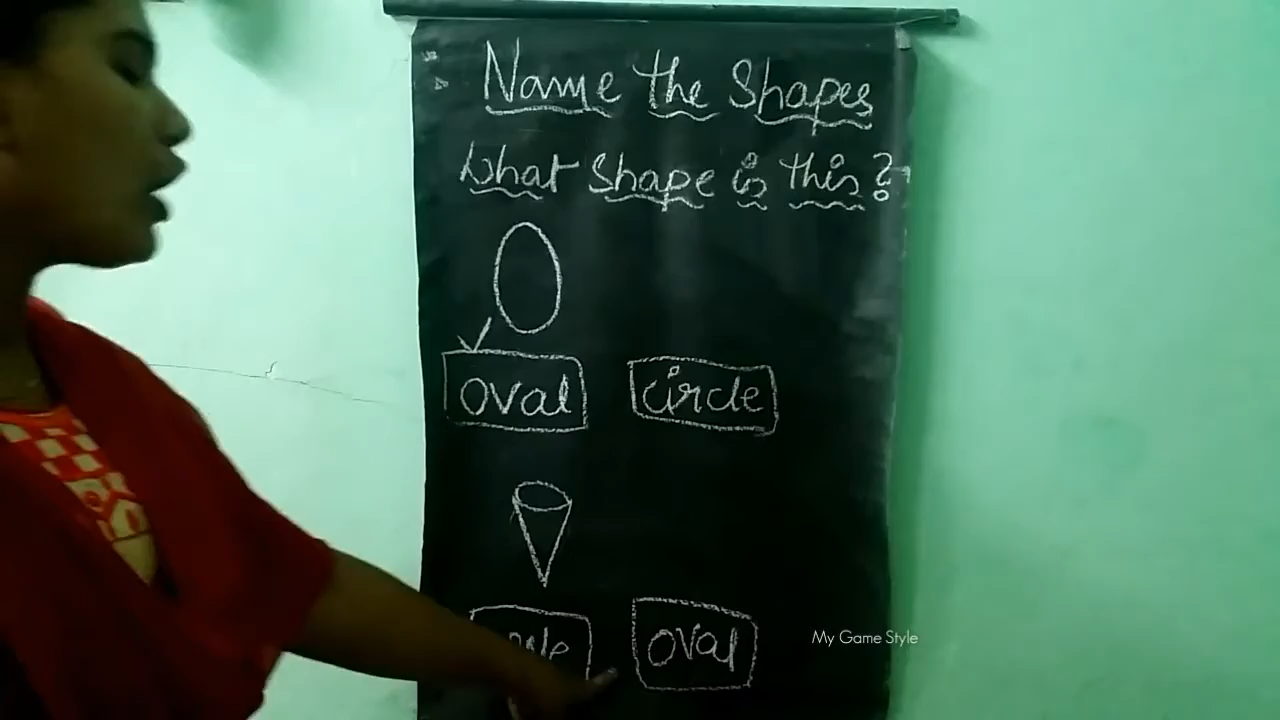 Name the Shapes
What Shape is this?
oval circle
oval
My Game Style